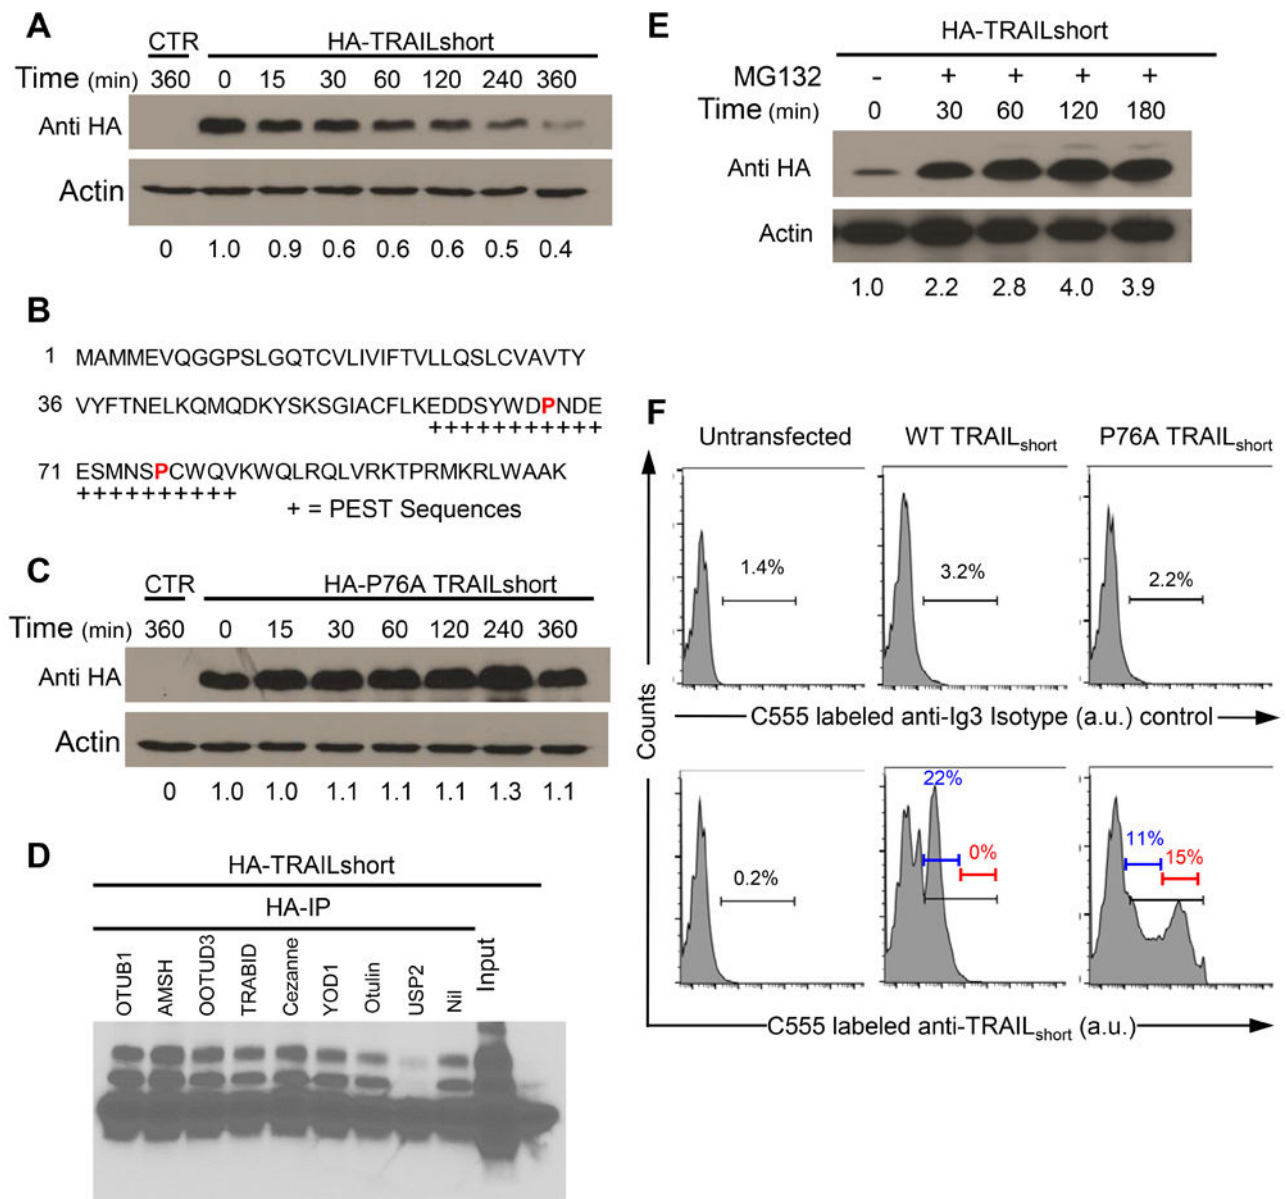 A
CTR HA-TRAILshort
Time (min) 360 0 15 30 60 120 240 360
Anti HA
Actin
0 1.0 0.9 0.6 0.6 0.6 0.5 0.4
B
1 MAMMEVQGGPSLGQTCVLIVIFTVLLQSLCVAVTY
36 VYFTNELKQMQDKYSKSGIACFLKEDDSYWDPNDE
+++++++++++
71 ESMNSPCWQVKWQLRQLVRKTPRMKRLWAAK
++++++++++
+ = PEST Sequences
C
CTR HA-P76A TRAILshort
Time (min) 360 0 15 30 60 120 240 360
Anti HA
Actin
0 1.0 1.0 1.1 1.1 1.1 1.3 1.1
D
HA-TRAILshort
HA-IP
OTUB1 AMSH OOTUD3 TRABID Cezanne YOD1 Otulin USP2 Nil Input
E
HA-TRAILshort
MG132 - + + + +
Time (min) 0 30 60 120 180
Anti HA
Actin
1.0 2.2 2.8 4.0 3.9
F
Untransfected WT TRAILshort P76A TRAILshort
1.4% 3.2% 2.2%
C555 labeled anti-Ig3 Isotype (a.u.) control
Counts
0.2% 22% 0% 11% 15%
C555 labeled anti-TRAILshort (a.u.)